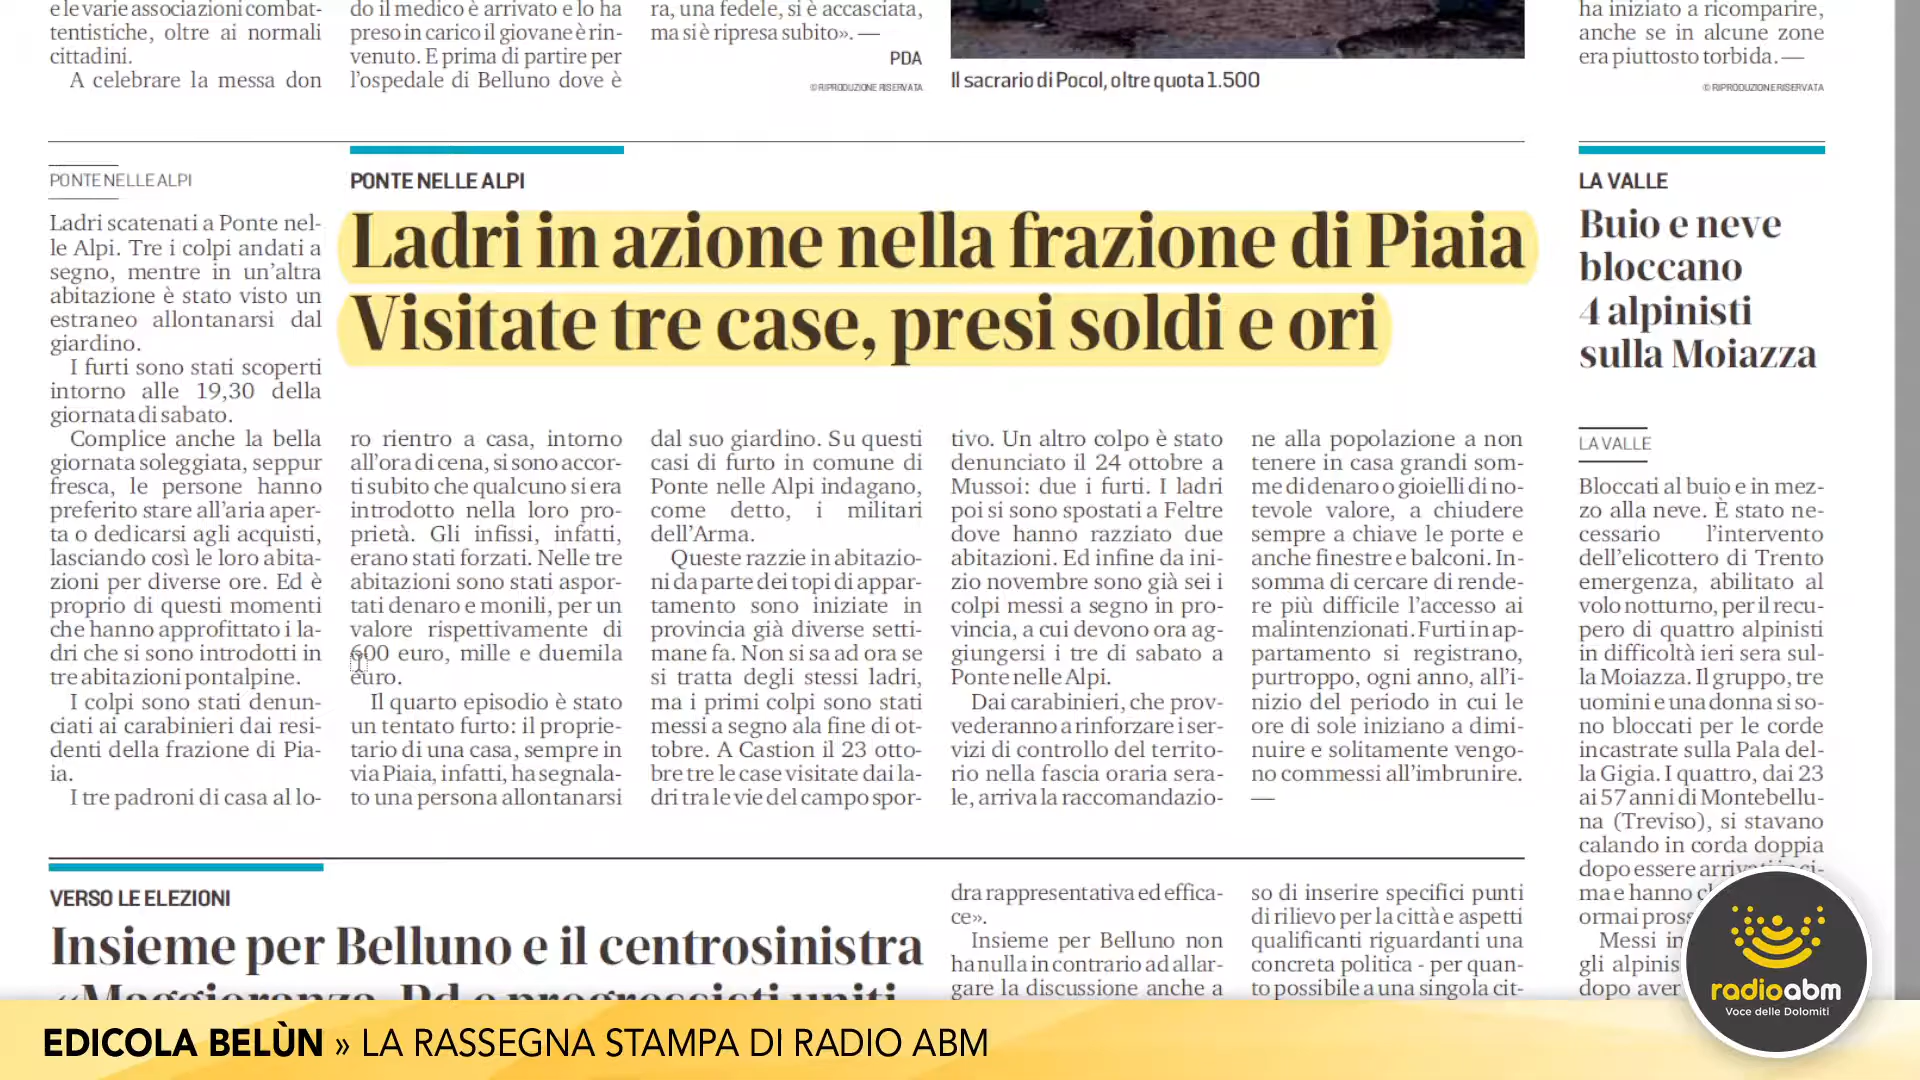 e le varie associazioni combat-
tentistiche, oltre ai normali
cittadini.
A celebrare la messa don
do il medico è arrivato e lo ha
preso in carico il giovane è rin-
venuto. E prima di partire per
l'ospedale di Belluno dove è
ra, una fedele, si è accasciata,
ma si è ripresa subito». —
PDA
© RIPRODUZIONE RISERVATA
Il sacrario di Pocol, oltre quota 1.500
ha iniziato a ricomparire,
anche se in alcune zone
era piuttosto torbida. —
© RIPRODUZIONE RISERVATA
PONTE NELLE ALPI
Ladri in azione nella frazione di Piaia
Visitate tre case, presi soldi e ori
PONTE NELLE ALPI
Ladri scatenati a Ponte nel-
le Alpi. Tre i colpi andati a
segno, mentre in un'altra
abitazione è stato visto un
estraneo allontanarsi dal
giardino.
I furti sono stati scoperti
intorno alle 19,30 della
giornata di sabato.
Complice anche la bella
giornata soleggiata, seppur
fresca, le persone hanno
preferito stare all'aria aper-
ta o dedicarsi agli acquisti,
lasciando così le loro abita-
zioni per diverse ore. Ed è
proprio di questi momenti
che hanno approfittato i la-
dri che si sono introdotti in
tre abitazioni pontalpine.
I colpi sono stati denun-
ciati ai carabinieri dai resi-
denti della frazione di Pia-
ia.
I tre padroni di casa al lo-
ro rientro a casa, intorno
all'ora di cena, si sono accor-
ti subito che qualcuno si era
introdotto nella loro pro-
prietà. Gli infissi, infatti,
erano stati forzati. Nelle tre
abitazioni sono stati aspor-
tati denaro e monili, per un
valore rispettivamente di
600 euro, mille e duemila
euro.
Il quarto episodio è stato
un tentato furto: il proprie-
tario di una casa, sempre in
via Piaia, infatti, ha segnala-
to una persona allontanarsi
dal suo giardino. Su questi
casi di furto in comune di
Ponte nelle Alpi indagano,
come detto, i militari
dell'Arma.
Queste razzie in abitazio-
ni da parte dei topi di appar-
tamento sono iniziate in
provincia già diverse setti-
mane fa. Non si sa ad ora se
si tratta degli stessi ladri,
ma i primi colpi sono stati
messi a segno ala fine di ot-
tobre. A Castion il 23 otto-
bre tre le case visitate dai la-
dri tra le vie del campo spor-
tivo. Un altro colpo è stato
denunciato il 24 ottobre a
Mussoi: due i furti. I ladri
poi si sono spostati a Feltre
dove hanno razziato due
abitazioni. Ed infine da ini-
zio novembre sono già sei i
colpi messi a segno in pro-
vincia, a cui devono ora ag-
giungersi i tre di sabato a
Ponte nelle Alpi.
Dai carabinieri, che prov-
vederanno a rinforzare i ser-
vizi di controllo del territo-
rio nella fascia oraria sera-
le, arriva la raccomandazio-
ne alla popolazione a non
tenere in casa grandi som-
me di denaro o gioielli di no-
tevole valore, a chiudere
sempre a chiave le porte e
anche finestre e balconi. In-
somma di cercare di rende-
re più difficile l'accesso ai
malintenzionati. Furti in ap-
partamento si registrano,
purtroppo, ogni anno, all'i-
nizio del periodo in cui le
ore di sole iniziano a dimi-
nuire e solitamente vengo-
no commessi all'imbrunire.
—
LA VALLE
Buio e neve
bloccano
4 alpinisti
sulla Moiazza
LA VALLE
Bloccati al buio e in mez-
zo alla neve. È stato ne-
cessario l'intervento
dell'elicottero di Trento
emergenza, abilitato al
volo notturno, per il recu-
pero di quattro alpinisti
in difficoltà ieri sera sul-
la Moiazza. Il gruppo, tre
uomini e una donna si so-
no bloccati per le corde
incastrate sulla Pala del-
la Gigia. I quattro, dai 23
ai 57 anni di Montebellu-
na (Treviso), si stavano
calando in corda doppia
dopo essere arrivati in ci-
ma e hanno
ormai
Messi
gli
dopo
VERSO LE ELEZIONI
Insieme per Belluno e il centrosinistra
«Maggioranza, Pd e progressisti uniti
dra rappresentativa ed effica-
ce».
Insieme per Belluno non
ha nulla in contrario ad allar-
gare la discussione anche a
so di inserire specifici punti
di rilievo per la città e aspetti
qualificanti riguardanti una
concreta politica - per quan-
to possibile a una singola cit-
radioabm
Voce delle Dolomiti
EDICOLA BELÙN » LA RASSEGNA STAMPA DI RADIO ABM